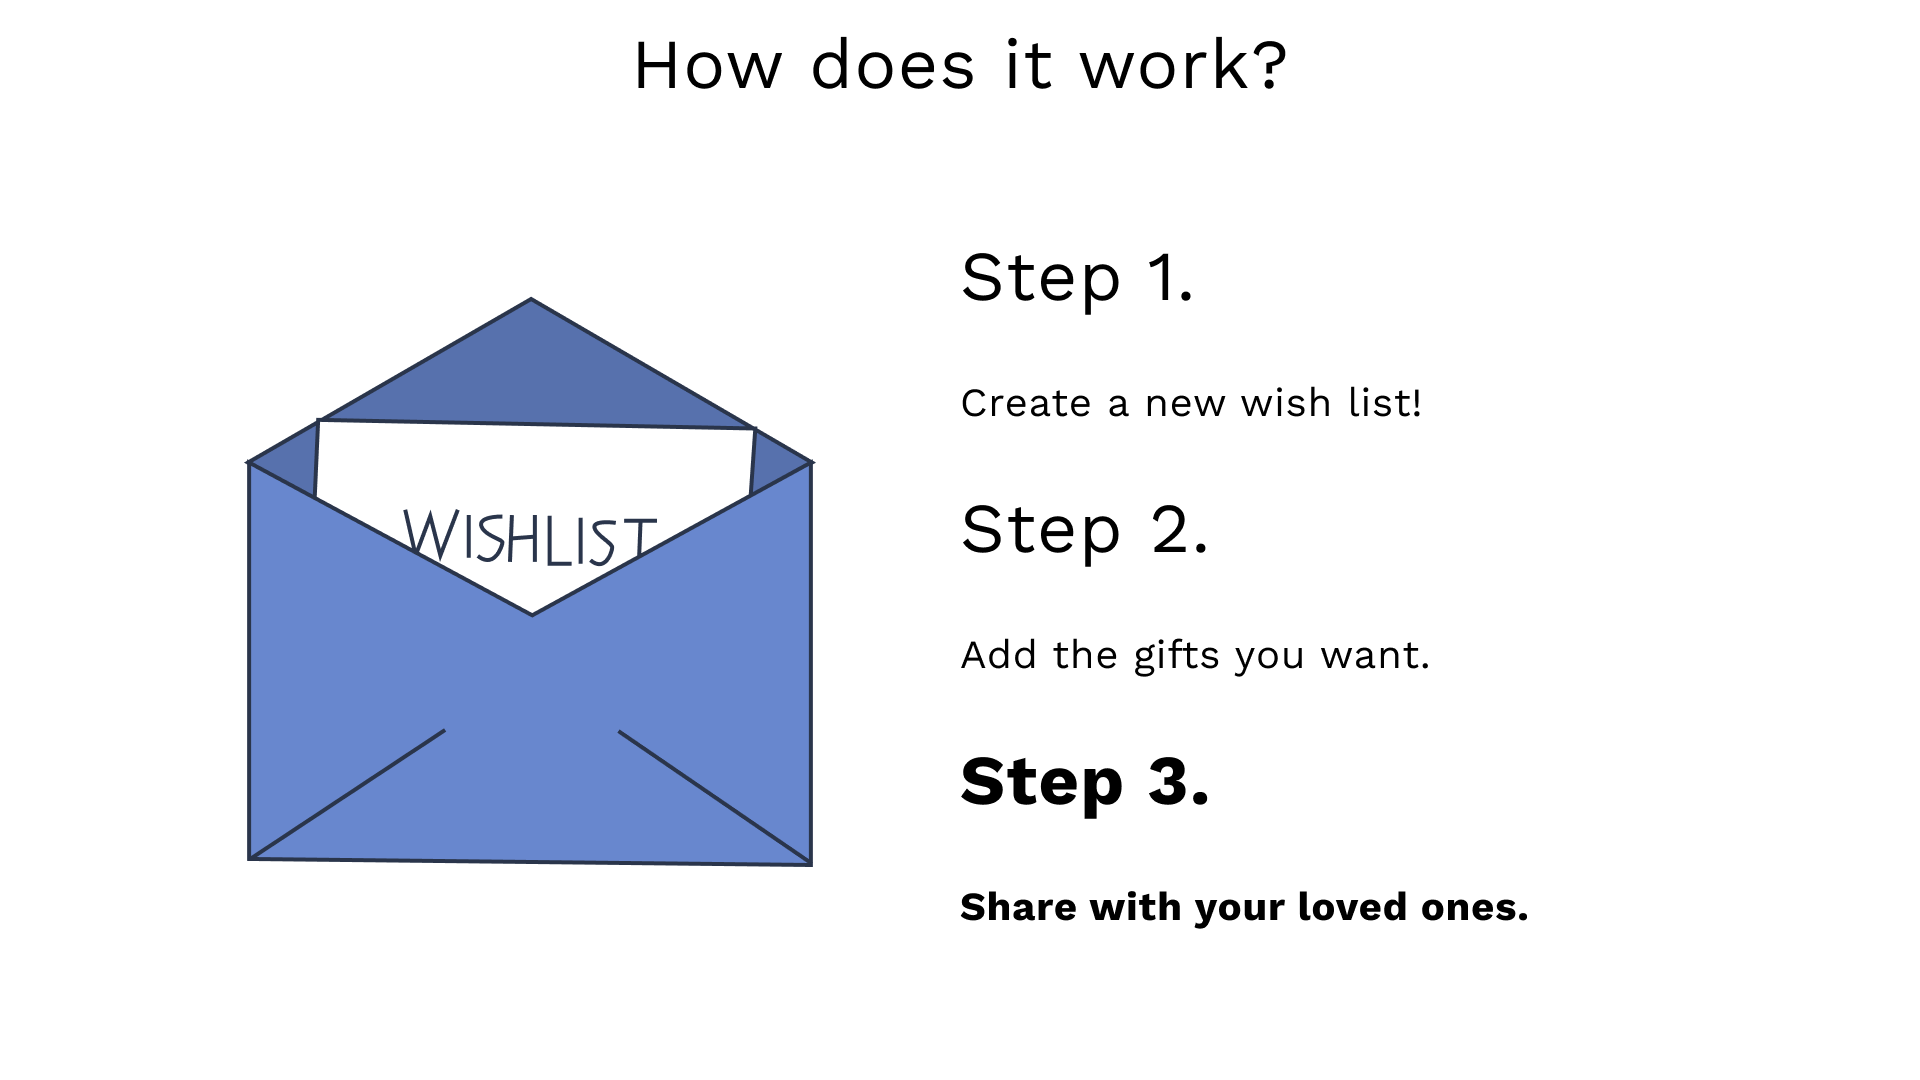 How does it work?
WISHLIST
Step 1.
Create a new wish list!
Step 2.
Add the gifts you want.
Step 3.
Share with your loved ones.